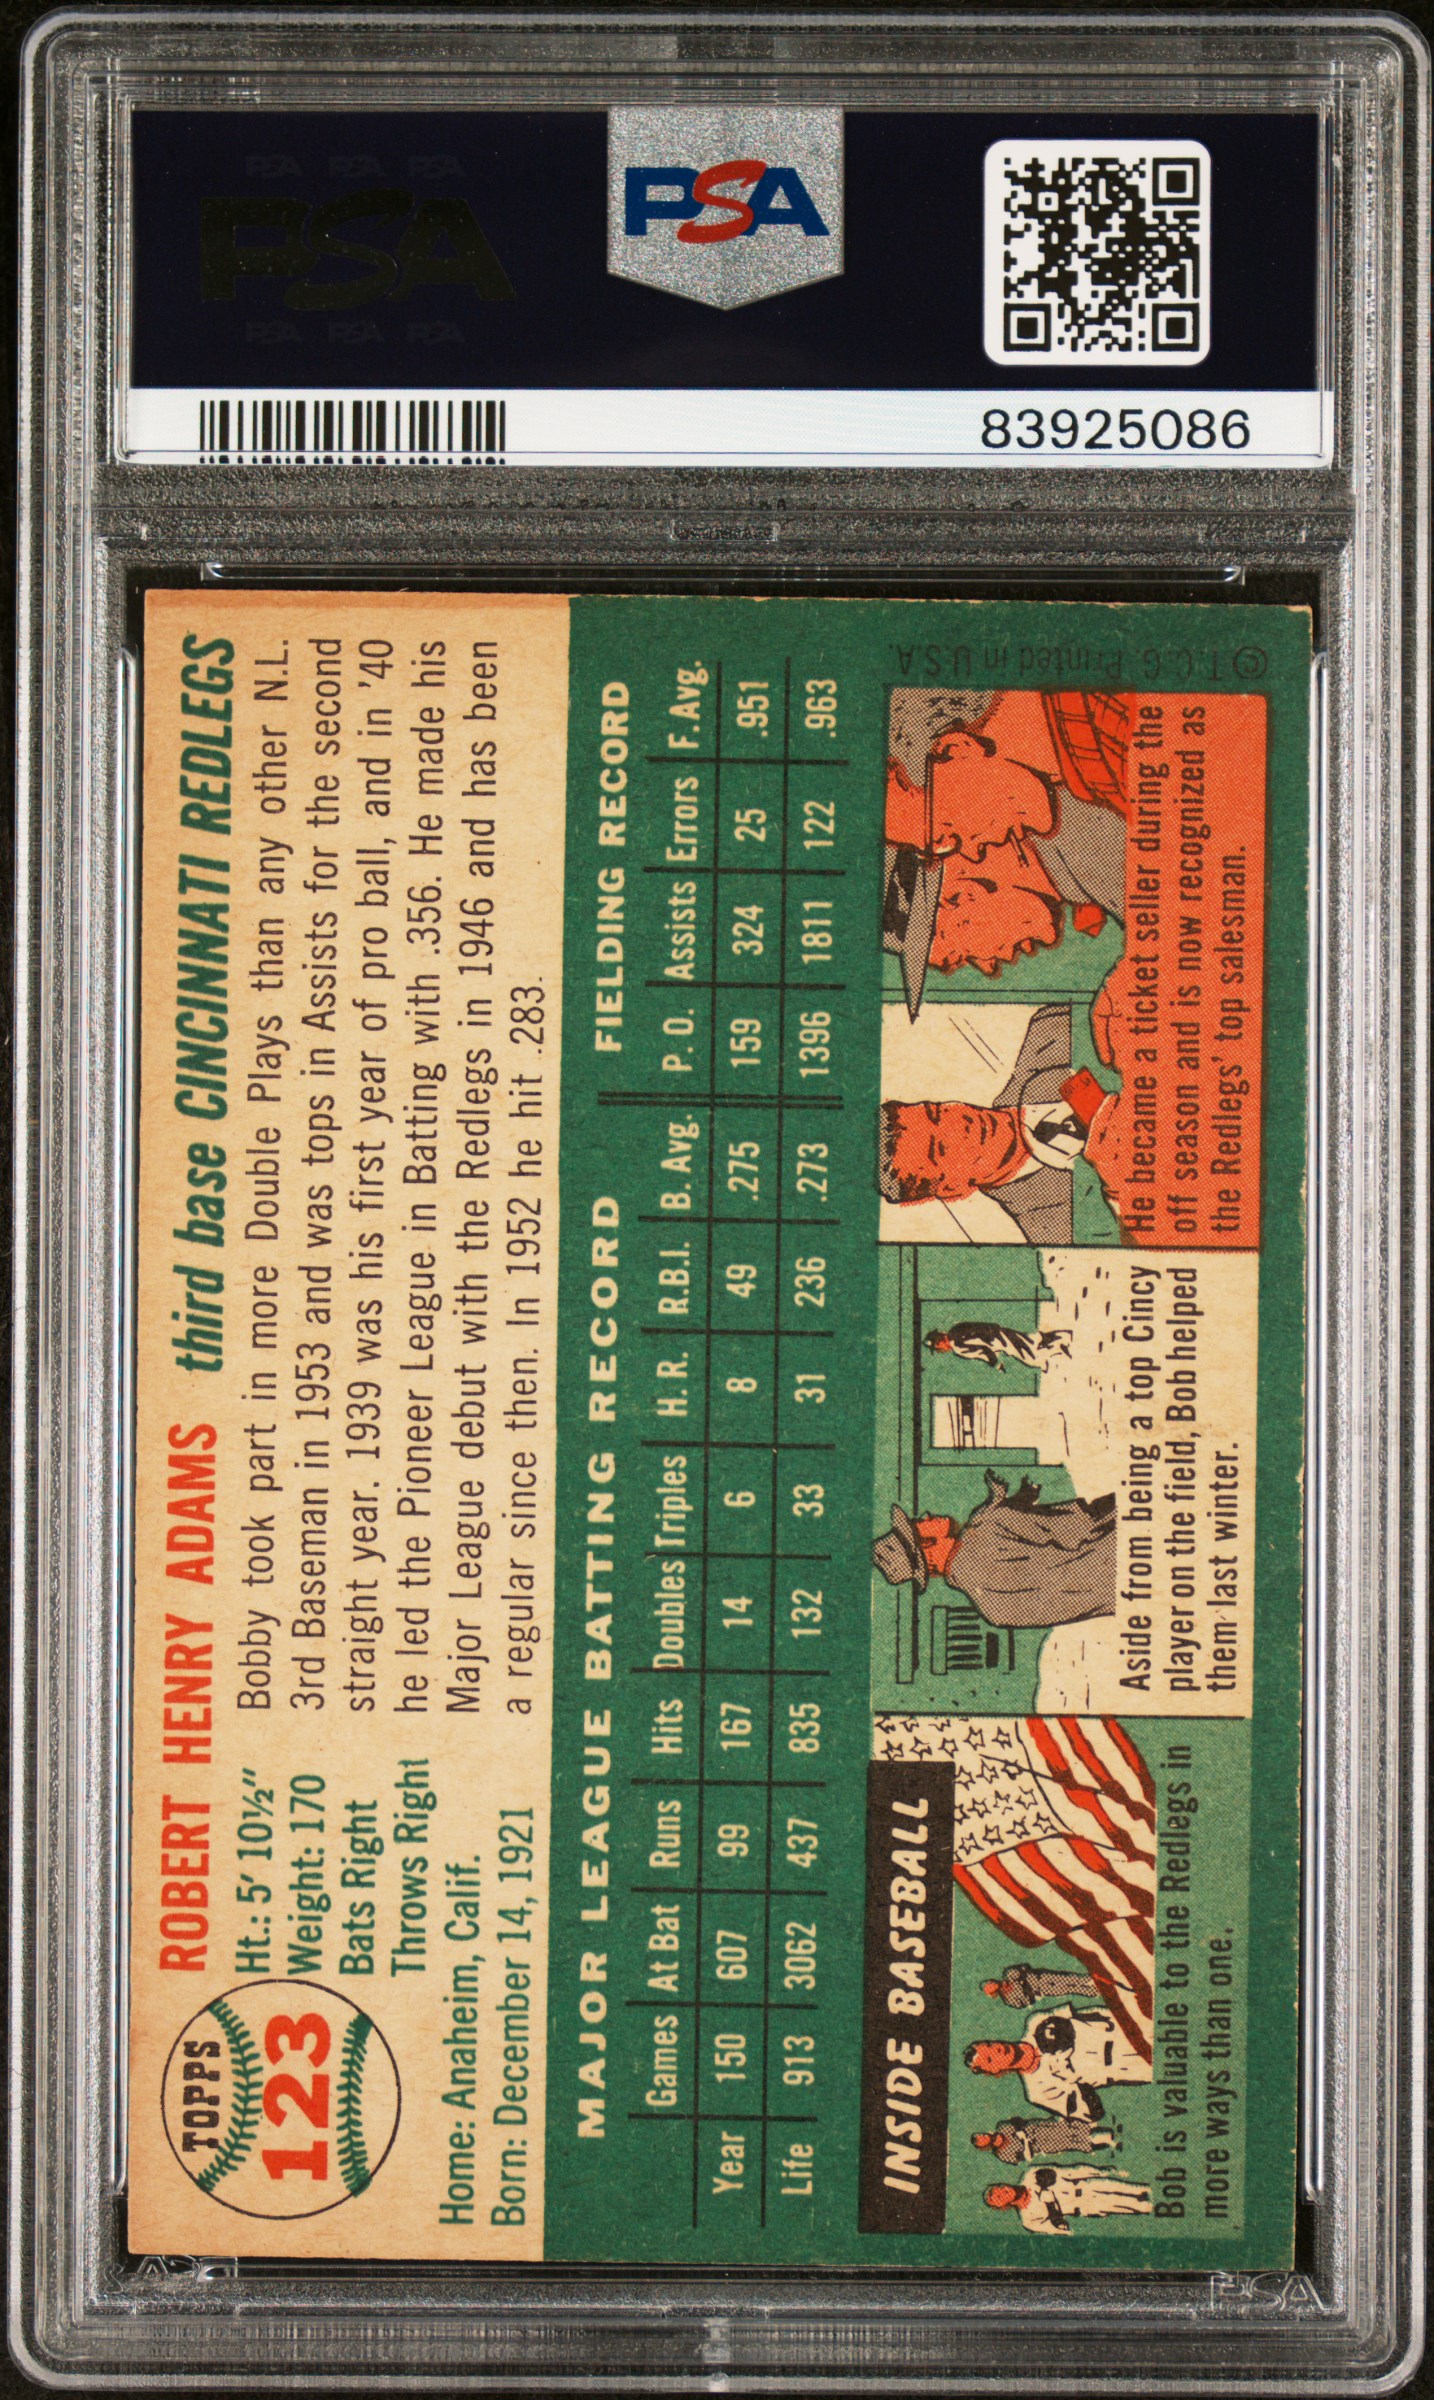 PSA PSA PSA
PSA
PSA PSA PSA
PSA
83925086
TOPPS
123
ROBERT HENRY ADAMS third base CINCINNATI REDLEGS
Ht.: 5' 10½"
Weight: 170
Bats Right
Throws Right
Home: Anaheim, Calif.
Born: December 14, 1921
Bobby took part in more Double Plays than any other N.L.
3rd Baseman in 1953 and was tops in Assists for the second
straight year. 1939 was his first year of pro ball, and in '40
he led the Pioneer League in Batting with .356. He made his
Major League debut with the Redlegs in 1946 and has been
a regular since then. In 1952 he hit .283.
MAJOR LEAGUE BATTING RECORD FIELDING RECORD
Games At Bat Runs Hits Doubles Triples H. R. R.B.I. B. Avg. P. O. Assists Errors F. Avg.
Year 150 607 99 167 14 6 8 49 .275 159 324 25 .951
Life 913 3062 437 835 132 33 31 236 .273 1396 1811 122 .963
INSIDE BASEBALL
Bob is valuable to the Redlegs in
more ways than one.
Aside from being a top Cincy
player on the field, Bob helped
them last winter.
He became a ticket seller during the
off season and is now recognized as
the Redlegs' top salesman.
© T.C.G. Printed in U.S.A.
PSA
PSA